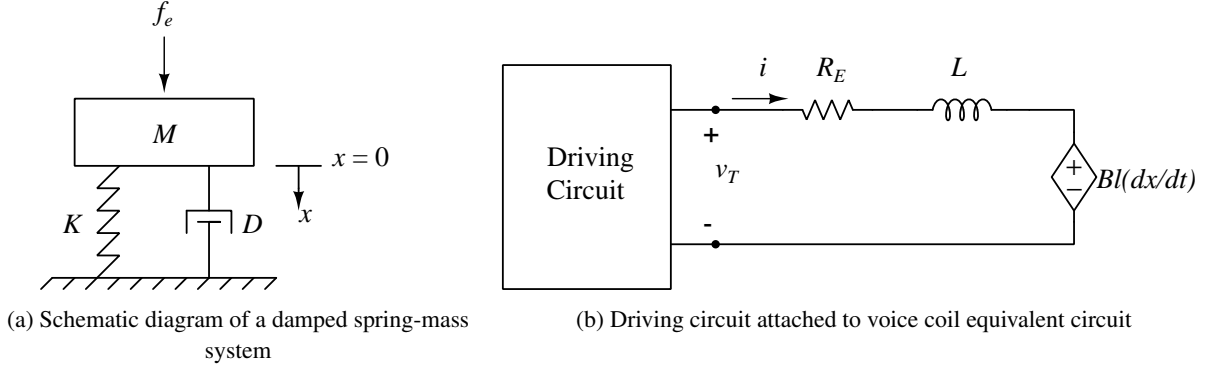 f_e
M
x = 0
x
K
D
(a) Schematic diagram of a damped spring-mass
system
i
R_E
L
Driving
Circuit
+
v_T
-
+
−
Bl(dx/dt)
(b) Driving circuit attached to voice coil equivalent circuit